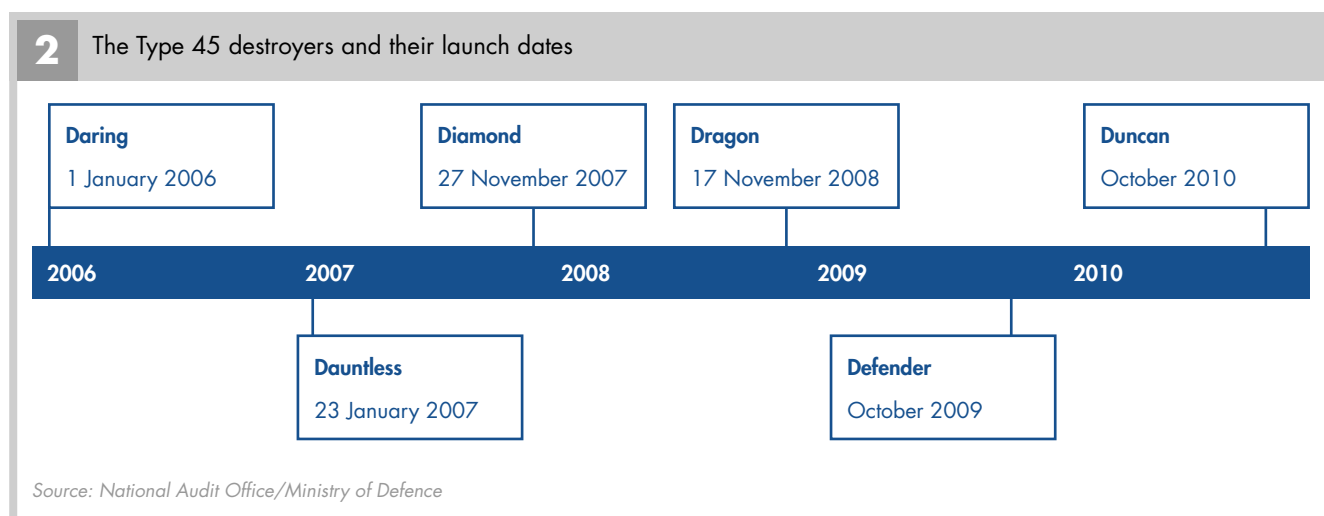 2 The Type 45 destroyers and their launch dates
Daring
1 January 2006
Diamond
27 November 2007
Dragon
17 November 2008
Duncan
October 2010
2006 2007 2008 2009 2010
Dauntless
23 January 2007
Defender
October 2009
Source: National Audit Office/Ministry of Defence